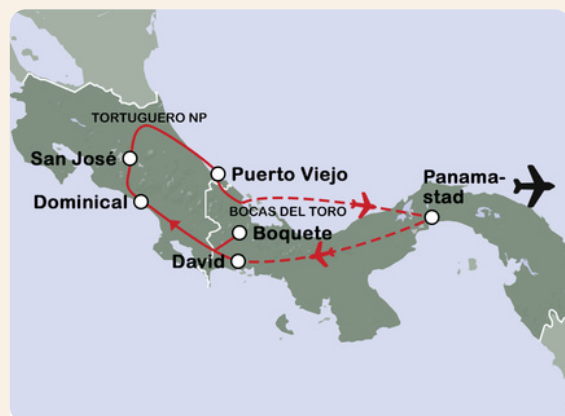 TORTUGUERO NP
San José
Puerto Viejo
Panama-
stad
Dominical
BOCAS DEL TORO
Boquete
David